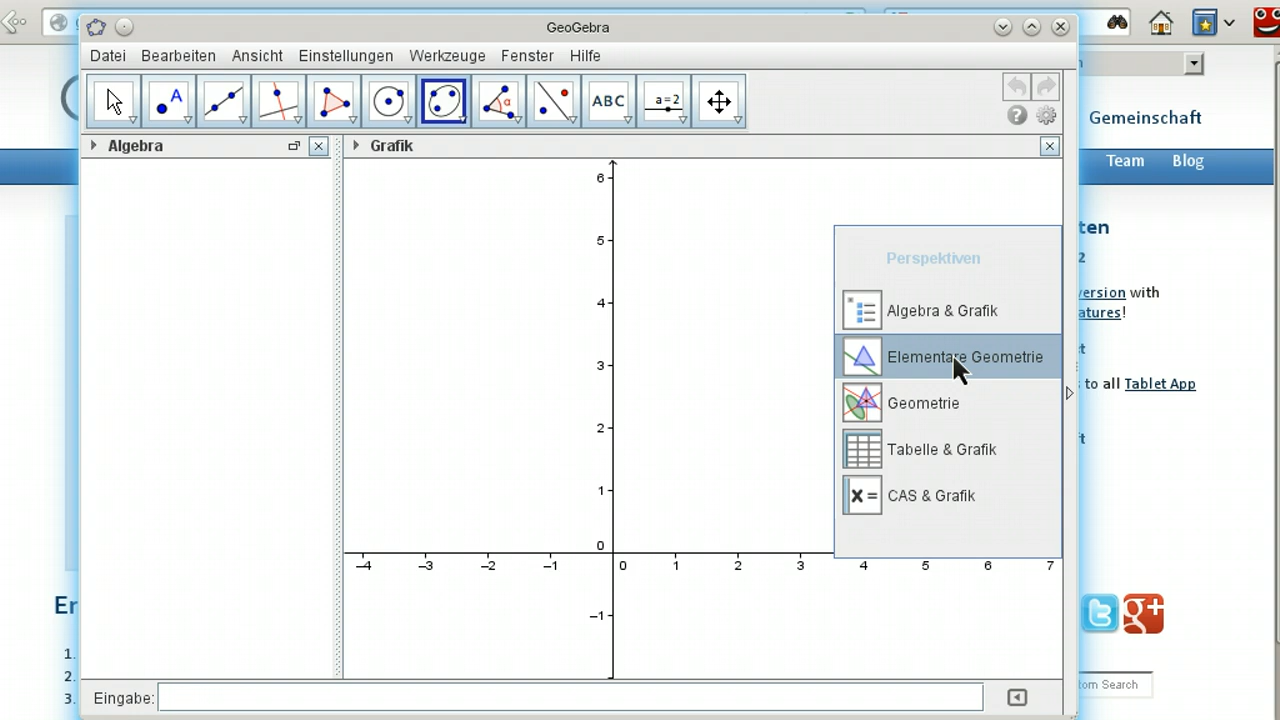 GeoGebra
Datei Bearbeiten Ansicht Einstellungen Werkzeuge Fenster Hilfe
A α ABC a=2
Algebra
Grafik
6
5
4
3
2
1
0
−1
−4 −3 −2 −1 0 1 2 3 4 5 6 7
Perspektiven
Algebra & Grafik
Elementare Geometrie
Geometrie
Tabelle & Grafik
X = CAS & Grafik
Eingabe:
Gemeinschaft
Team Blog
ten
2
version with
atures!
to all Tablet App
Er
1.
2.
3.
tom Search